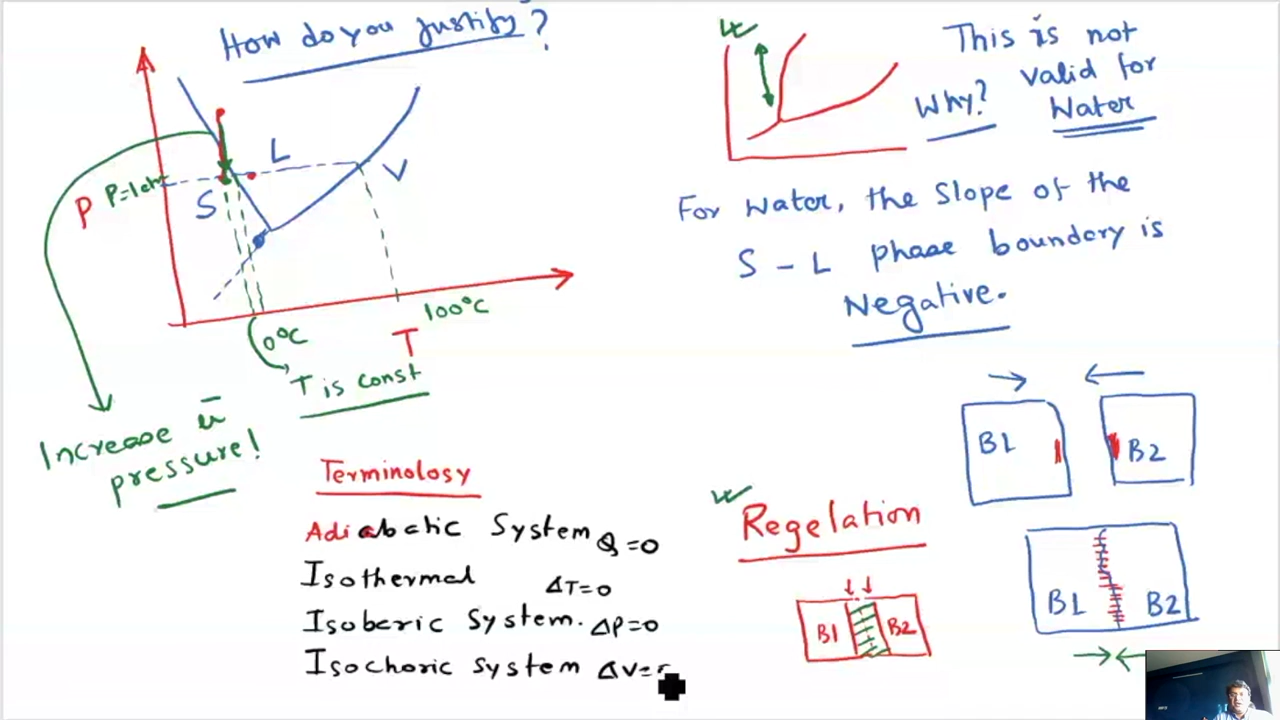 How do you justify?
P
P=1atm
L
S
V
0°C
100°C
T
T is const
Increase in
pressure!
This is not
Why? valid for
Water
For water, the slope of the
S - L phase boundary is
Negative.
Terminology
Adiabatic System Q=0
Isothermal ΔT=0
Isobaric System. ΔP=0
Isochoric system ΔV=
Regelation
B1 B2
B1 B2
B1 B2